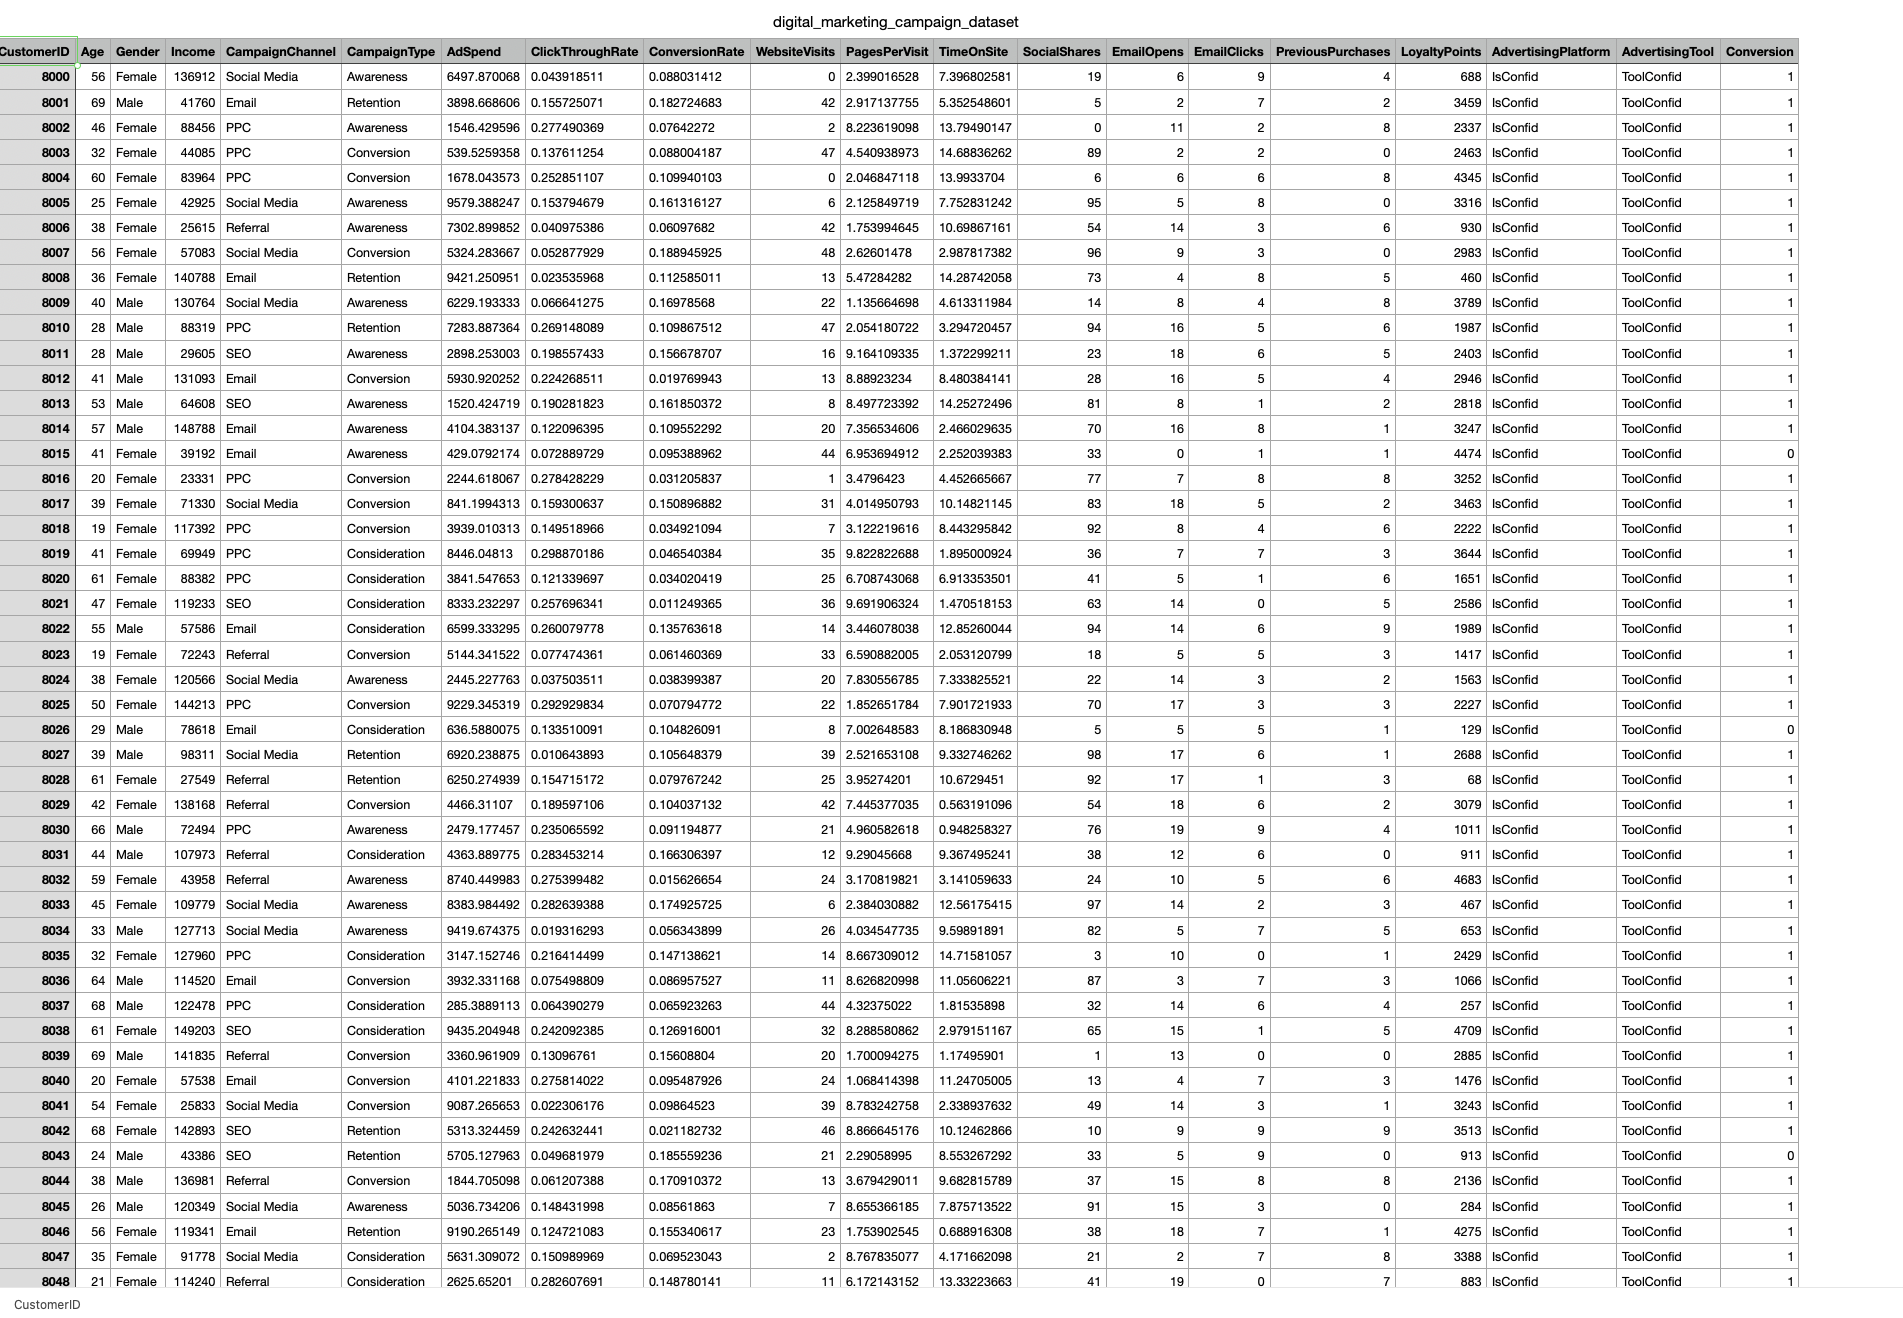 digital_marketing_campaign_dataset
CustomerID Age Gender Income CampaignChannel CampaignType AdSpend ClickThroughRate ConversionRate WebsiteVisits PagesPerVisit TimeOnSite SocialShares EmailOpens EmailClicks PreviousPurchases LoyaltyPoints AdvertisingPlatform AdvertisingTool Conversion
8000 56 Female 136912 Social Media Awareness 6497.870068 0.043918511 0.088031412 0 2.399016528 7.396802581 19 6 9 4 688 IsConfid ToolConfid 1
8001 69 Male 41760 Email Retention 3898.668606 0.155725071 0.182724683 42 2.917137755 5.352548601 5 2 7 2 3459 IsConfid ToolConfid 1
8002 46 Female 88456 PPC Awareness 1546.429596 0.277490369 0.07642272 2 8.223619098 13.79490147 0 11 2 8 2337 IsConfid ToolConfid 1
8003 32 Female 44085 PPC Conversion 539.5259358 0.137611254 0.088004187 47 4.540938973 14.68836262 89 2 2 0 2463 IsConfid ToolConfid 1
8004 60 Female 83964 PPC Conversion 1678.043573 0.252851107 0.109940103 0 2.046847118 13.9933704 6 6 6 8 4345 IsConfid ToolConfid 1
8005 25 Female 42925 Social Media Awareness 9579.388247 0.153794679 0.161316127 6 2.125849719 7.752831242 95 5 8 0 3316 IsConfid ToolConfid 1
8006 38 Female 25615 Referral Awareness 7302.899852 0.040975386 0.06097682 42 1.753994645 10.69867161 54 14 3 6 930 IsConfid ToolConfid 1
8007 56 Female 57083 Social Media Conversion 5324.283667 0.052877929 0.188945925 48 2.62601478 2.987817382 96 9 3 0 2983 IsConfid ToolConfid 1
8008 36 Female 140788 Email Retention 9421.250951 0.023535968 0.112585011 13 5.47284282 14.28742058 73 4 8 5 460 IsConfid ToolConfid 1
8009 40 Male 130764 Social Media Awareness 6229.193333 0.066641275 0.16978568 22 1.135664698 4.613311984 14 8 4 8 3789 IsConfid ToolConfid 1
8010 28 Male 88319 PPC Retention 7283.887364 0.269148089 0.109867512 47 2.054180722 3.294720457 94 16 5 6 1987 IsConfid ToolConfid 1
8011 28 Male 29605 SEO Awareness 2898.253003 0.198557433 0.156678707 16 9.164109335 1.372299211 23 18 6 5 2403 IsConfid ToolConfid 1
8012 41 Male 131093 Email Conversion 5930.920252 0.224268511 0.019769943 13 8.88923234 8.480384141 28 16 5 4 2946 IsConfid ToolConfid 1
8013 53 Male 64608 SEO Awareness 1520.424719 0.190281823 0.161850372 8 8.497723392 14.25272496 81 8 1 2 2818 IsConfid ToolConfid 1
8014 57 Male 148788 Email Awareness 4104.383137 0.122096395 0.109552292 20 7.356534606 2.466029635 70 16 8 1 3247 IsConfid ToolConfid 1
8015 41 Female 39192 Email Awareness 429.0792174 0.072889729 0.095388962 44 6.953694912 2.252039383 33 0 1 1 4474 IsConfid ToolConfid 0
8016 20 Female 23331 PPC Conversion 2244.618067 0.278428229 0.031205837 1 3.4796423 4.452665667 77 7 8 8 3252 IsConfid ToolConfid 1
8017 39 Female 71330 Social Media Conversion 841.1994313 0.159300637 0.150896882 31 4.014950793 10.14821145 83 18 5 2 3463 IsConfid ToolConfid 1
8018 19 Female 117392 PPC Conversion 3939.010313 0.149518966 0.034921094 7 3.122219616 8.443295842 92 8 4 6 2222 IsConfid ToolConfid 1
8019 41 Female 69949 PPC Consideration 8446.04813 0.298870186 0.046540384 35 9.822822688 1.895000924 36 7 7 3 3644 IsConfid ToolConfid 1
8020 61 Female 88382 PPC Consideration 3841.547653 0.121339697 0.034020419 25 6.708743068 6.913353501 41 5 1 6 1651 IsConfid ToolConfid 1
8021 47 Female 119233 SEO Consideration 8333.232297 0.257696341 0.011249365 36 9.691906324 1.470518153 63 14 0 5 2586 IsConfid ToolConfid 1
8022 55 Male 57586 Email Consideration 6599.333295 0.260079778 0.135763618 14 3.446078038 12.85260044 94 14 6 9 1989 IsConfid ToolConfid 1
8023 19 Female 72243 Referral Conversion 5144.341522 0.077474361 0.061460369 33 6.590882005 2.053120799 18 5 5 3 1417 IsConfid ToolConfid 1
8024 38 Female 120566 Social Media Awareness 2445.227763 0.037503511 0.038399387 20 7.830556785 7.333825521 22 14 3 2 1563 IsConfid ToolConfid 1
8025 50 Female 144213 PPC Conversion 9229.345319 0.292929834 0.070794772 22 1.852651784 7.901721933 70 17 3 3 2227 IsConfid ToolConfid 1
8026 29 Male 78618 Email Consideration 636.5880075 0.133510091 0.104826091 8 7.002648583 8.186830948 5 5 5 1 129 IsConfid ToolConfid 0
8027 39 Male 98311 Social Media Retention 6920.238875 0.010643893 0.105648379 39 2.521653108 9.332746262 98 17 6 1 2688 IsConfid ToolConfid 1
8028 61 Female 27549 Referral Retention 6250.274939 0.154715172 0.079767242 25 3.95274201 10.6729451 92 17 1 3 68 IsConfid ToolConfid 1
8029 42 Female 138168 Referral Conversion 4466.31107 0.189597106 0.104037132 42 7.445377035 0.563191096 54 18 6 2 3079 IsConfid ToolConfid 1
8030 66 Male 72494 PPC Awareness 2479.177457 0.235065592 0.091194877 21 4.960582618 0.948258327 76 19 9 4 1011 IsConfid ToolConfid 1
8031 44 Male 107973 Referral Consideration 4363.889775 0.283453214 0.166306397 12 9.29045668 9.367495241 38 12 6 0 911 IsConfid ToolConfid 1
8032 59 Female 43958 Referral Awareness 8740.449983 0.275399482 0.015626654 24 3.170819821 3.141059633 24 10 5 6 4683 IsConfid ToolConfid 1
8033 45 Female 109779 Social Media Awareness 8383.984492 0.282639388 0.174925725 6 2.384030882 12.56175415 97 14 2 3 467 IsConfid ToolConfid 1
8034 33 Male 127713 Social Media Awareness 9419.674375 0.019316293 0.056343899 26 4.034547735 9.59891891 82 5 7 5 653 IsConfid ToolConfid 1
8035 32 Female 127960 PPC Consideration 3147.152746 0.216414499 0.147138621 14 8.667309012 14.71581057 3 10 0 1 2429 IsConfid ToolConfid 1
8036 64 Male 114520 Email Conversion 3932.331168 0.075498809 0.086957527 11 8.626820998 11.05606221 87 3 7 3 1066 IsConfid ToolConfid 1
8037 68 Male 122478 PPC Consideration 285.3889113 0.064390279 0.065923263 44 4.32375022 1.81535898 32 14 6 4 257 IsConfid ToolConfid 1
8038 61 Female 149203 SEO Consideration 9435.204948 0.242092385 0.126916001 32 8.288580862 2.979151167 65 15 1 5 4709 IsConfid ToolConfid 1
8039 69 Male 141835 Referral Conversion 3360.961909 0.13096761 0.15608804 20 1.700094275 1.17495901 1 13 0 0 2885 IsConfid ToolConfid 1
8040 20 Female 57538 Email Conversion 4101.221833 0.275814022 0.095487926 24 1.068414398 11.24705005 13 4 7 3 1476 IsConfid ToolConfid 1
8041 54 Female 25833 Social Media Conversion 9087.265653 0.022306176 0.09864523 39 8.783242758 2.338937632 49 14 3 1 3243 IsConfid ToolConfid 1
8042 68 Female 142893 SEO Retention 5313.324459 0.242632441 0.021182732 46 8.866645176 10.12462866 10 9 9 9 3513 IsConfid ToolConfid 1
8043 24 Male 43386 SEO Retention 5705.127963 0.049681979 0.185559236 21 2.29058995 8.553267292 33 5 9 0 913 IsConfid ToolConfid 0
8044 38 Male 136981 Referral Conversion 1844.705098 0.061207388 0.170910372 13 3.679429011 9.682815789 37 15 8 8 2136 IsConfid ToolConfid 1
8045 26 Male 120349 Social Media Awareness 5036.734206 0.148431998 0.08561863 7 8.655366185 7.875713522 91 15 3 0 284 IsConfid ToolConfid 1
8046 56 Female 119341 Email Retention 9190.265149 0.124721083 0.155340617 23 1.753902545 0.688916308 38 18 7 1 4275 IsConfid ToolConfid 1
8047 35 Female 91778 Social Media Consideration 5631.309072 0.150989969 0.069523043 2 8.767835077 4.171662098 21 2 7 8 3388 IsConfid ToolConfid 1
8048 21 Female 114240 Referral Consideration 2625.65201 0.282607691 0.148780141 11 6.172143152 13.33223663 41 19 0 7 883 IsConfid ToolConfid 1
CustomerID